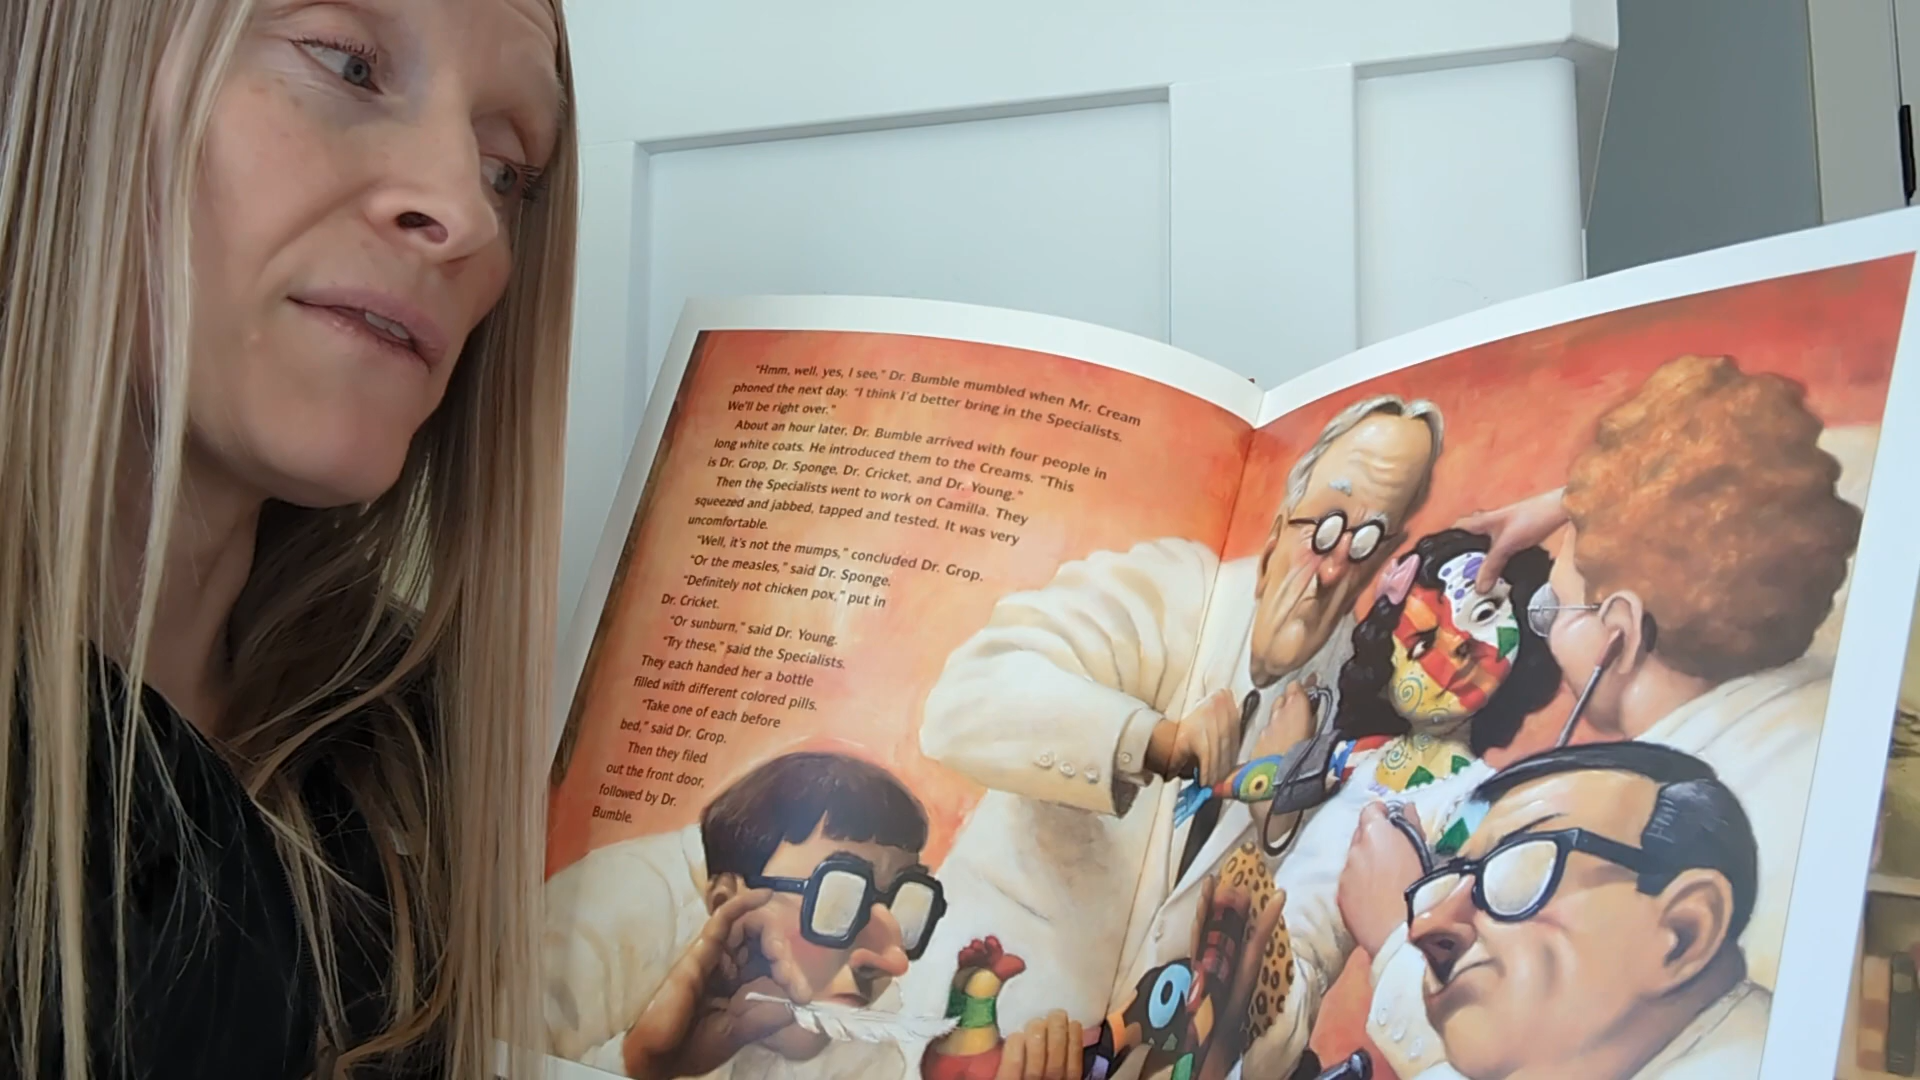 "Hmm, well, yes, I see," Dr. Bumble mumbled when Mr. Cream
phoned the next day. "I think I'd better bring in the Specialists.
We'll be right over."
About an hour later, Dr. Bumble arrived with four people in
long white coats. He introduced them to the Creams. "This
is Dr. Grop, Dr. Sponge, Dr. Cricket, and Dr. Young."
Then the Specialists went to work on Camilla. They
squeezed and jabbed, tapped and tested. It was very
uncomfortable.
"Well, it's not the mumps," concluded Dr. Grop.
"Or the measles," said Dr. Sponge.
"Definitely not chicken pox," put in
Dr. Cricket.
"Or sunburn," said Dr. Young.
"Try these," said the Specialists.
They each handed her a bottle
filled with different colored pills.
"Take one of each before
bed," said Dr. Grop.
Then they filed
out the front door,
followed by Dr.
Bumble.